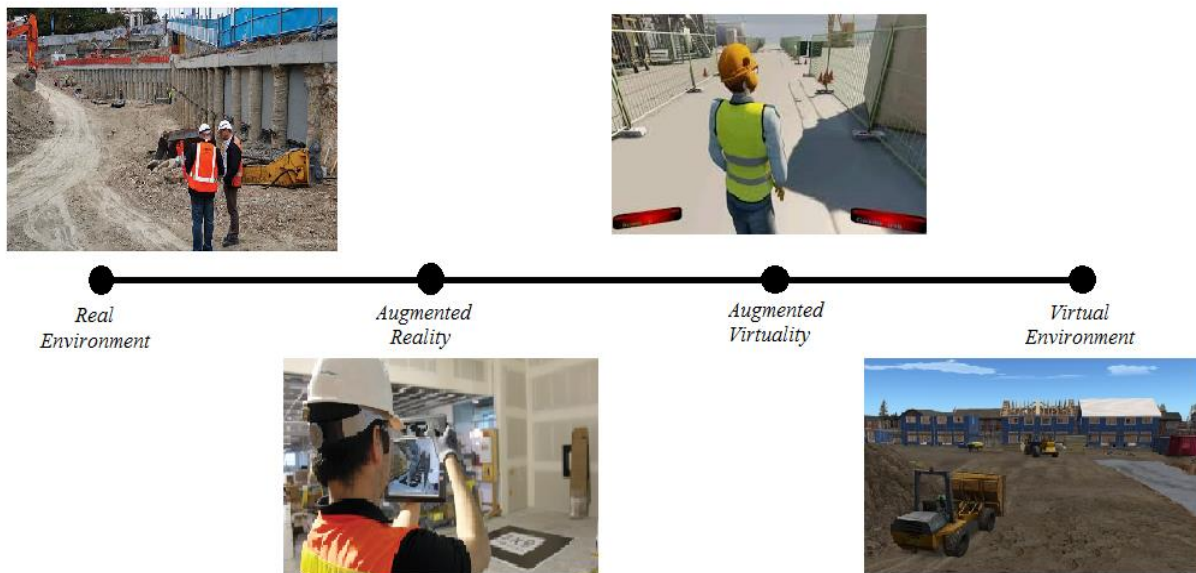 Real
Environment
Augmented
Reality
Augmented
Virtuality
Virtual
Environment